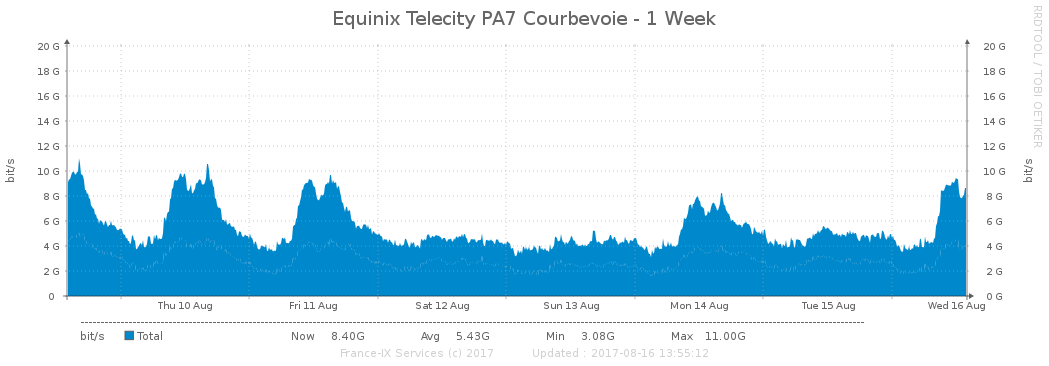 Equinix Telecity PA7 Courbevoie - 1 Week
RRDTOOL / TOBI OETIKER
20 G 20 G
18 G 18 G
16 G 16 G
14 G 14 G
12 G 12 G
10 G 10 G
8 G 8 G
6 G 6 G
4 G 4 G
2 G 2 G
0 0 G
bit/s
bit/s
Thu 10 Aug Fri 11 Aug Sat 12 Aug Sun 13 Aug Mon 14 Aug Tue 15 Aug Wed 16 Aug
bit/s Total Now 8.40G Avg 5.43G Min 3.08G Max 11.00G
France-IX Services (c) 2017 Updated : 2017-08-16 13:55:12